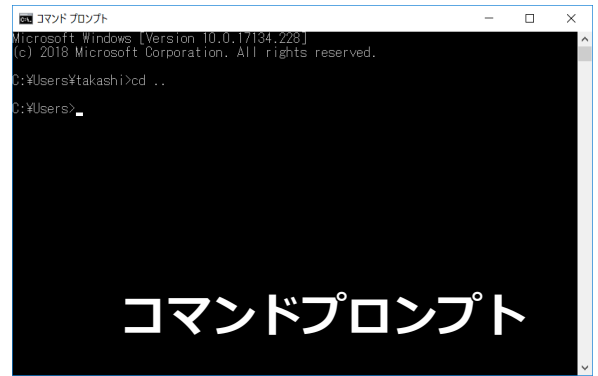 コマンド プロンプト
Microsoft Windows [Version 10.0.17134.228]
(c) 2018 Microsoft Corporation. All rights reserved.
C:¥Users¥takashi>cd ..
C:¥Users>
コマンドプロンプト